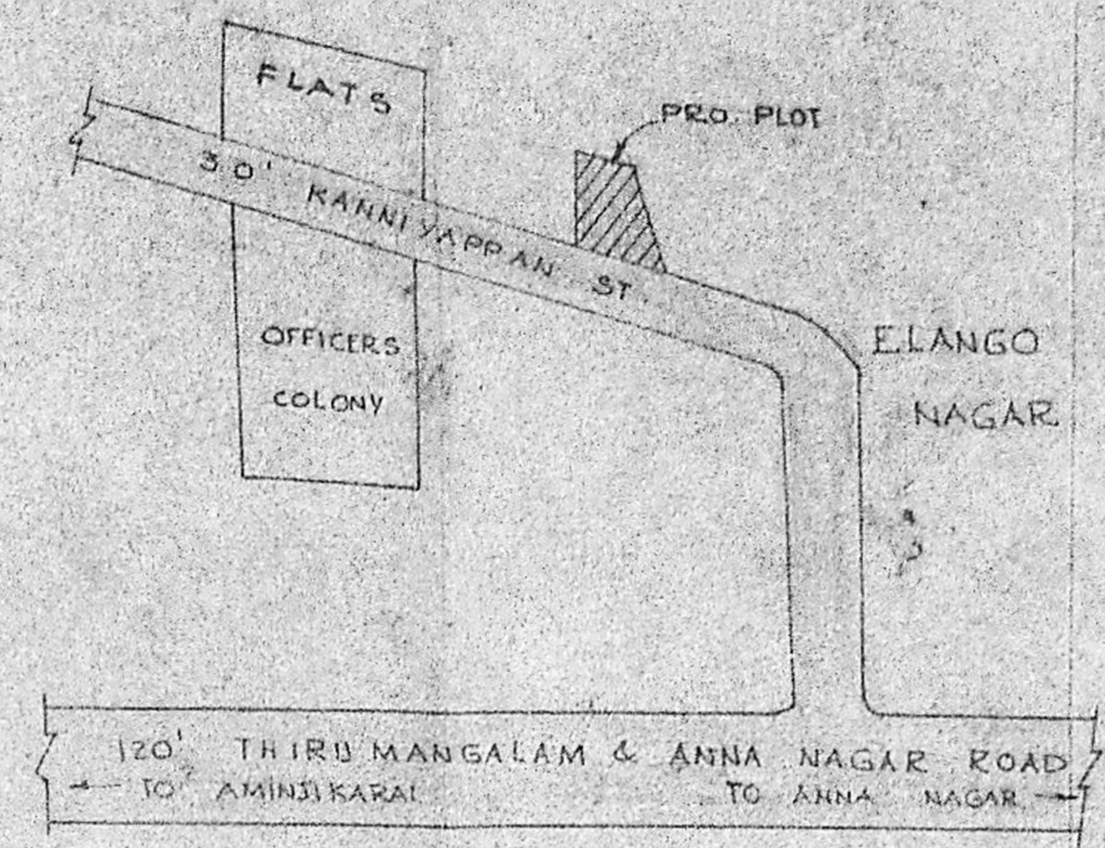 FLATS
PRO. PLOT
30' KANNIYAPPAN ST.
OFFICERS
COLONY
ELANGO
NAGAR
120' THIRUMANGALAM & ANNA NAGAR ROAD
TO AMINJIKARAI TO ANNA NAGAR